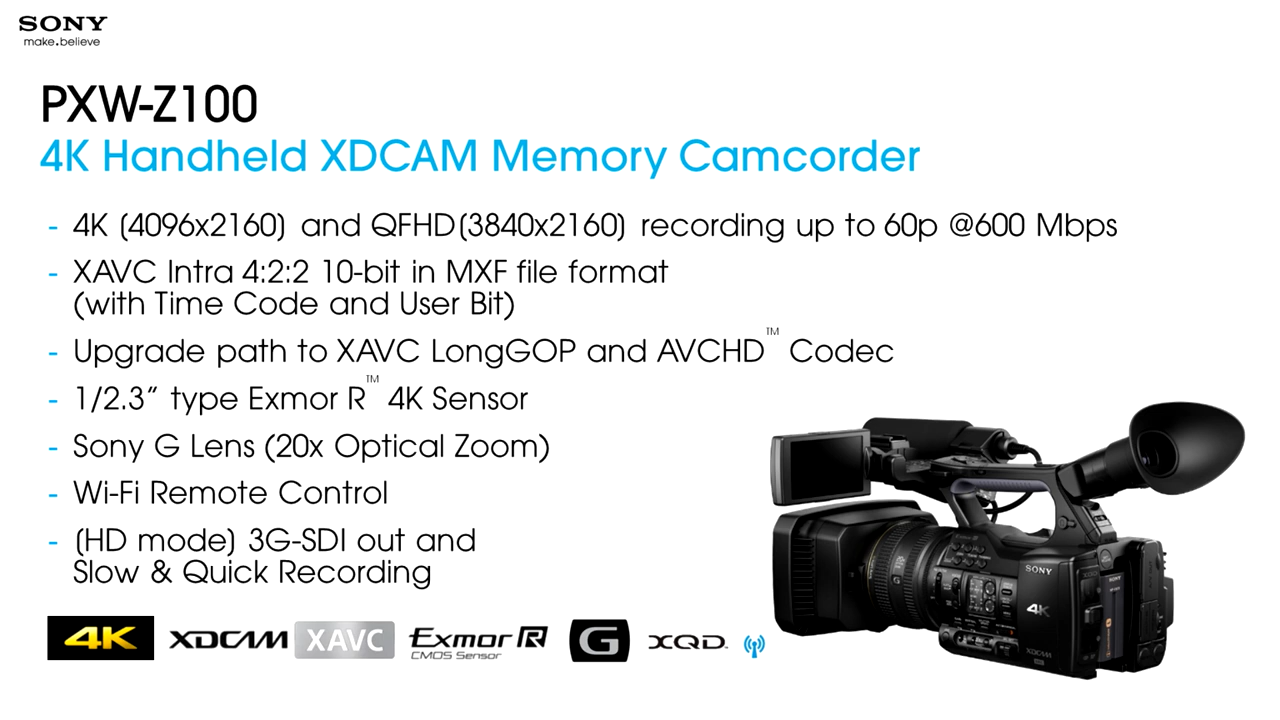 SONY
make.believe
PXW-Z100
4K Handheld XDCAM Memory Camcorder
- 4K (4096x2160) and QFHD(3840x2160) recording up to 60p @600 Mbps
- XAVC Intra 4:2:2 10-bit in MXF file format
(with Time Code and User Bit)
- Upgrade path to XAVC LongGOP and AVCHD™ Codec
- 1/2.3” type Exmor R™ 4K Sensor
- Sony G Lens (20x Optical Zoom)
- Wi-Fi Remote Control
- (HD mode) 3G-SDI out and
Slow & Quick Recording
Exmor R
G
SONY
4K
XDCAM
4K XDCAM XAVC Exmor R G XQD
CMOS Sensor